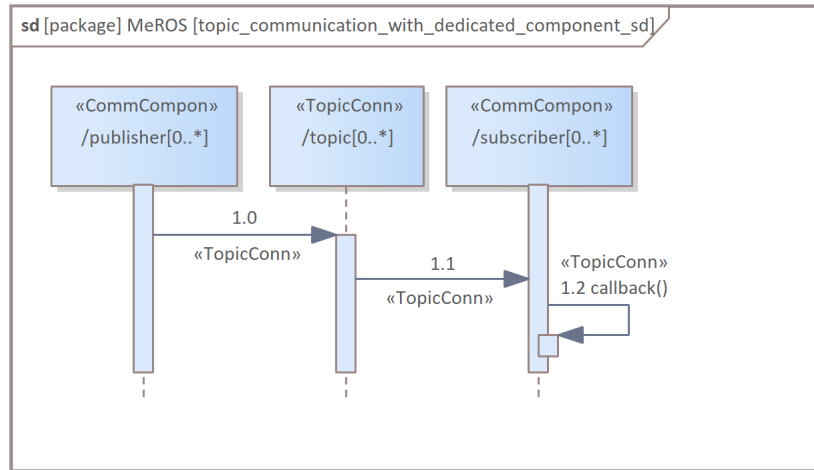 sd [package] MeROS [topic_communication_with_dedicated_component_sd]
«CommCompon»
/publisher[0..*]
«TopicConn»
/topic[0..*]
«CommCompon»
/subscriber[0..*]
1.0
«TopicConn»
1.1
«TopicConn»
«TopicConn»
1.2 callback()